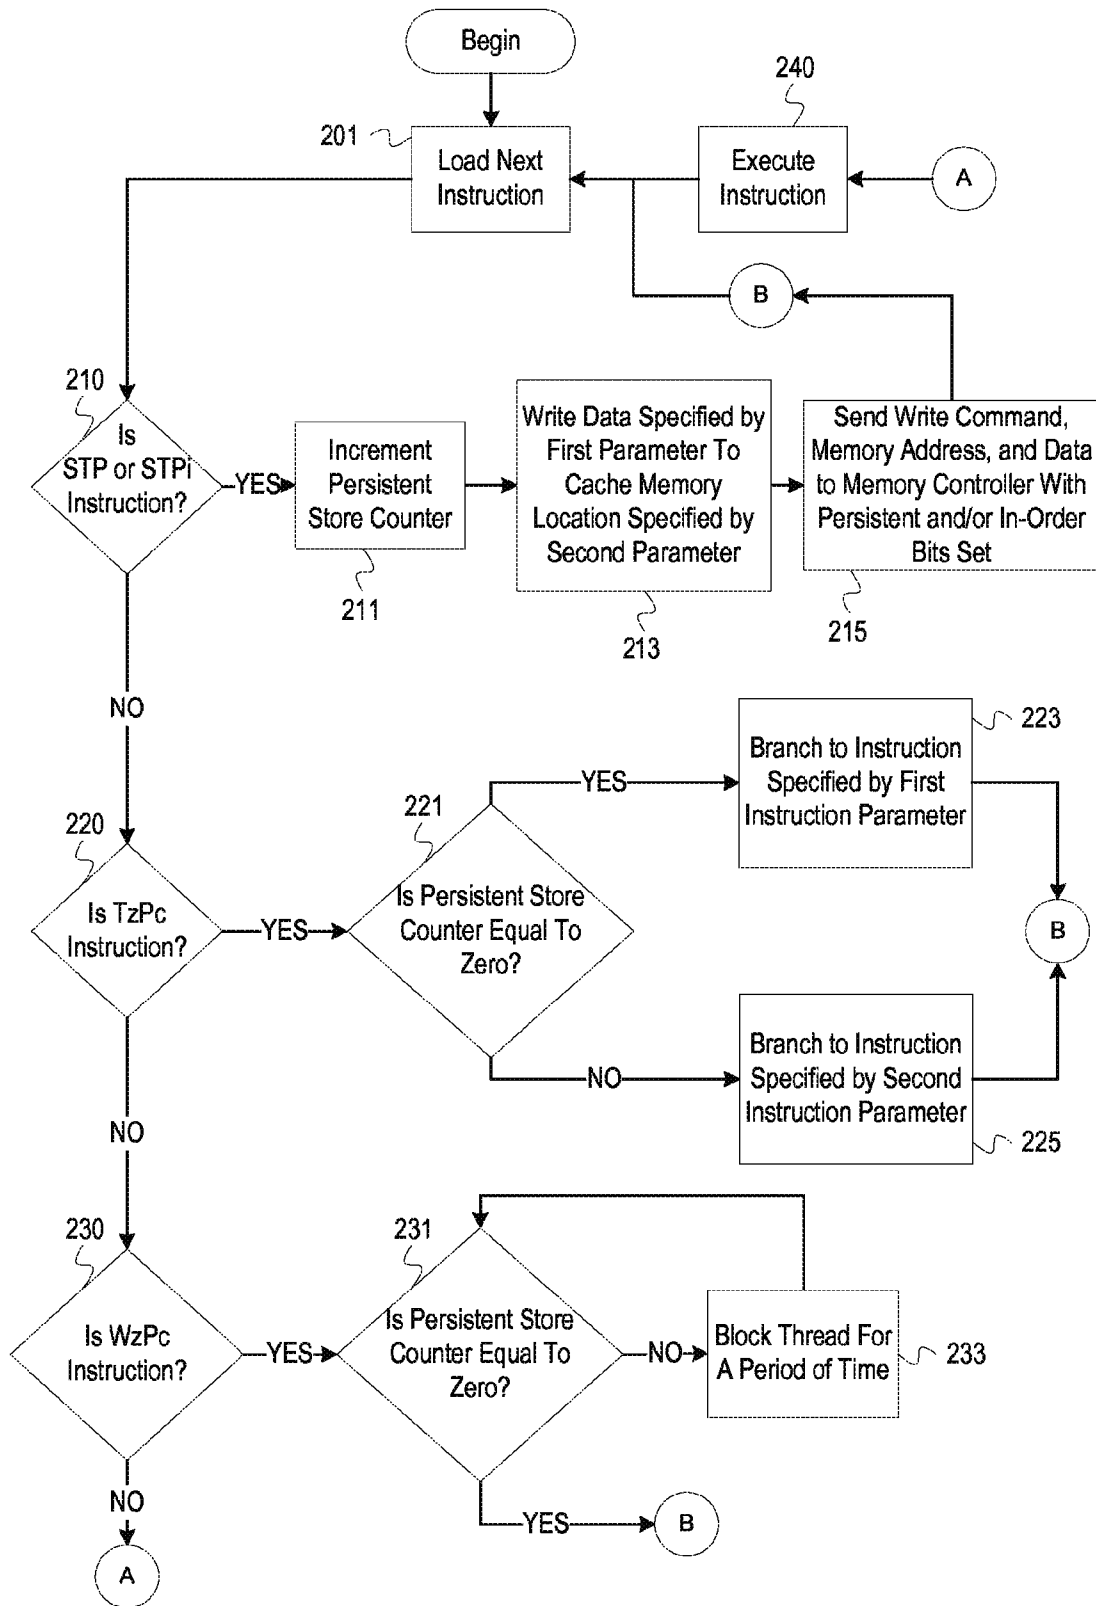 Begin
240
201
Load Next
Instruction
Execute
Instruction
A
B
210
Is
STP or STPi
Instruction?
YES
Increment
Persistent
Store Counter
211
Write Data Specified by
First Parameter To
Cache Memory
Location Specified by
Second Parameter
213
Send Write Command,
Memory Address, and Data
to Memory Controller With
Persistent and/or In-Order
Bits Set
215
NO
223
Branch to Instruction
Specified by First
Instruction Parameter
YES
220
221
Is TzPc
Instruction?
YES
Is Persistent Store
Counter Equal To
Zero?
B
NO
Branch to Instruction
Specified by Second
Instruction Parameter
225
NO
230
231
Is WzPc
Instruction?
YES
Is Persistent Store
Counter Equal To
Zero?
NO
Block Thread For
A Period of Time
233
NO
YES
B
A